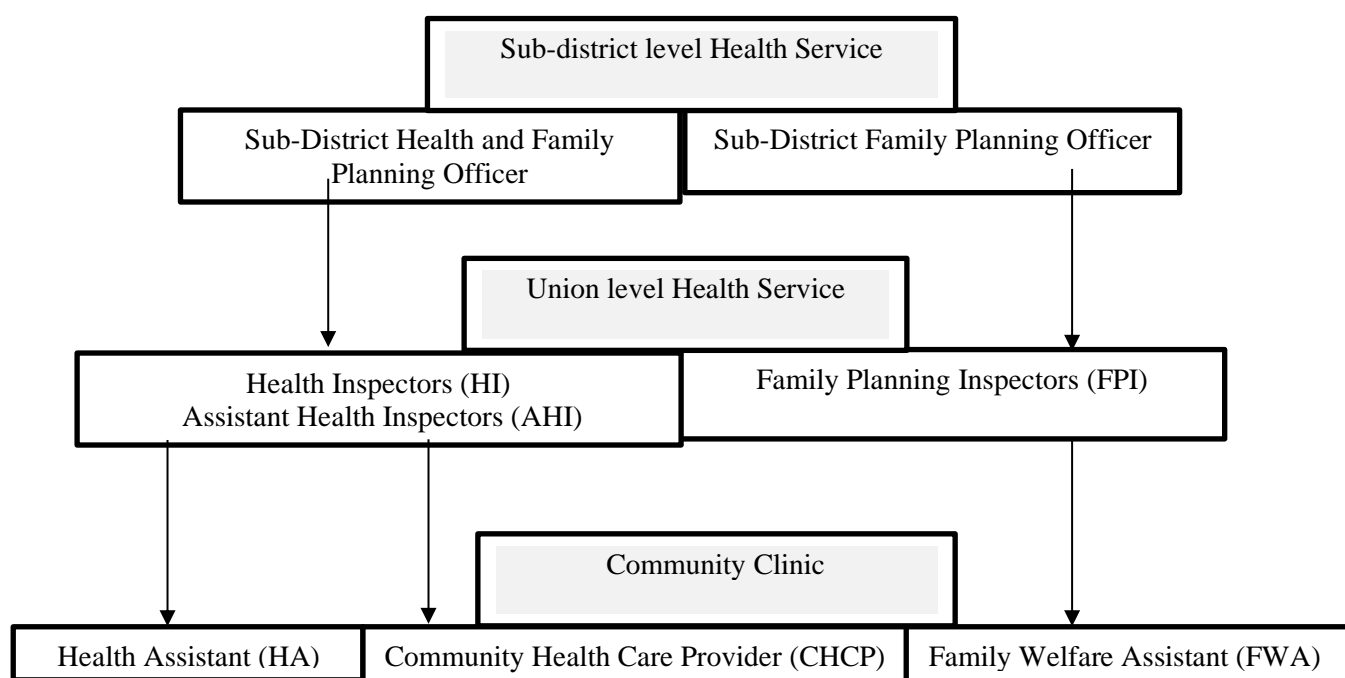 Sub-district level Health Service
Sub-District Health and Family
Planning Officer
Sub-District Family Planning Officer
Union level Health Service
Health Inspectors (HI)
Assistant Health Inspectors (AHI)
Family Planning Inspectors (FPI)
Community Clinic
Health Assistant (HA)
Community Health Care Provider (CHCP)
Family Welfare Assistant (FWA)